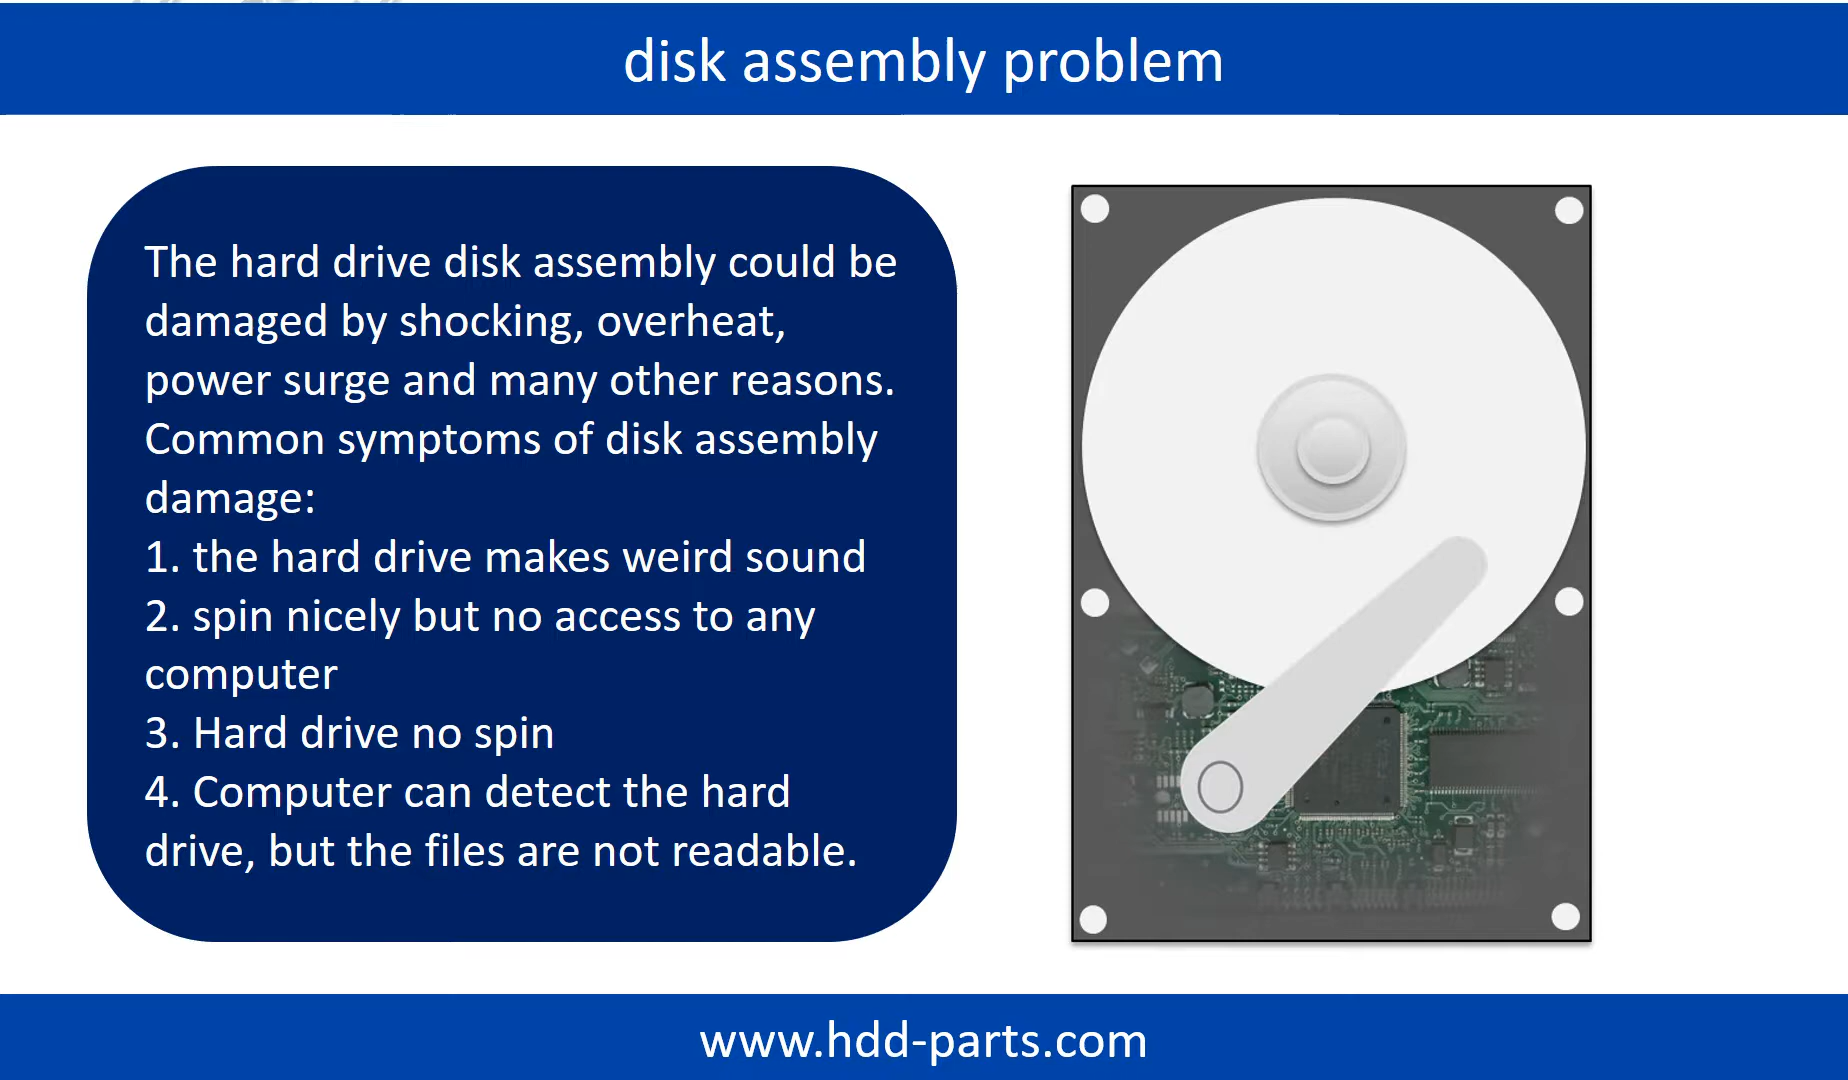 disk assembly problem
The hard drive disk assembly could be
damaged by shocking, overheat,
power surge and many other reasons.
Common symptoms of disk assembly
damage:
1. the hard drive makes weird sound
2. spin nicely but no access to any
computer
3. Hard drive no spin
4. Computer can detect the hard
drive, but the files are not readable.
www.hdd-parts.com